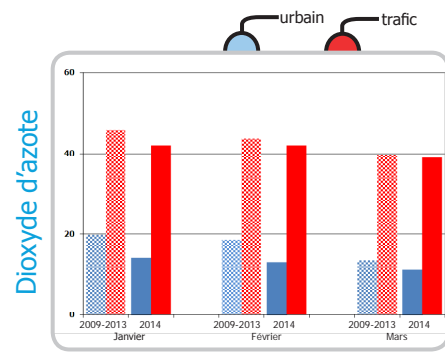 urbain trafic
Dioxyde d'azote
60
40
20
0
2009-2013 2014 2009-2013 2014 2009-2013 2014
Janvier Février Mars